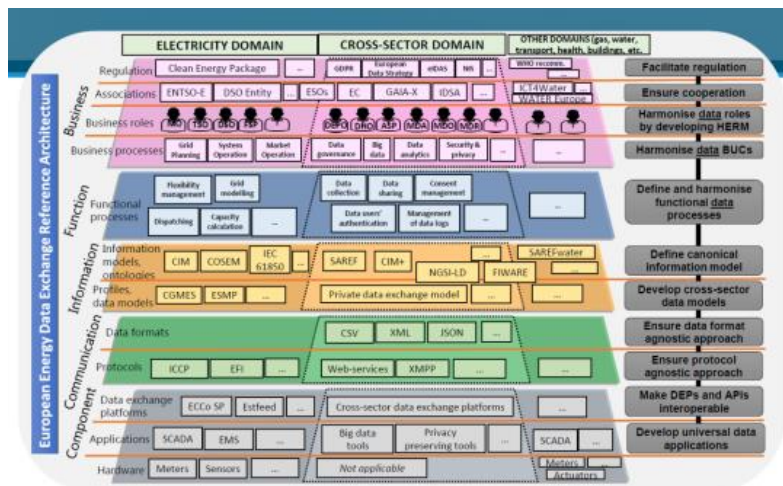 ELECTRICITY DOMAIN
CROSS-SECTOR DOMAIN
OTHER DOMAINS (gas, water,
transport, health, buildings, etc.
European Energy Data Exchange Reference Architecture
Business
Regulation
Clean Energy Package
...
GDPR
European
Data Strategy
eIDAS
NIS
...
WHO recomm.
...
Facilitate regulation
Associations
ENTSO-E
DSO Entity
...
ESOs
EC
GAIA-X
IDSA
...
ICT4Water
...
WATER Europe
Ensure cooperation
Business roles
TSO
DSO
FSP
DEPO
DHO
ASP
MDA
MDO
MDR
Harmonise data roles
by developing HERM
Business processes
Grid
Planning
System
Operation
Market
Operation
...
Data
governance
Big
data
Data
analytics
Security &
privacy
...
...
Harmonise data BUCs
Function
Functional
processes
Flexibility
management
Grid
modelling
Dispatching
Capacity
calculation
...
Data
collection
Data
sharing
Consent
management
Data users'
authentication
Management
of data logs
...
...
Define and harmonise
functional data
processes
Information
Information
models,
ontologies
CIM
COSEM
IEC
61850
...
SAREF
CIM+
...
NGSI-LD
FIWARE
SAREFwater
...
Define canonical
information model
Profiles,
data models
CGMES
ESMP
...
Private data exchange model
...
...
Develop cross-sector
data models
Communication
Data formats
CSV
XML
JSON
...
Ensure data format
agnostic approach
Protocols
ICCP
EFI
...
Web-services
XMPP
...
...
Ensure protocol
agnostic approach
Component
Data exchange
platforms
ECCo SP
Estfeed
...
Cross-sector data exchange platforms
...
Make DEPs and APIs
interoperable
Applications
SCADA
EMS
...
Big data
tools
Privacy
preserving tools
...
SCADA
...
Develop universal data
applications
Hardware
Meters
Sensors
...
Not applicable
Meters
...
Actuators